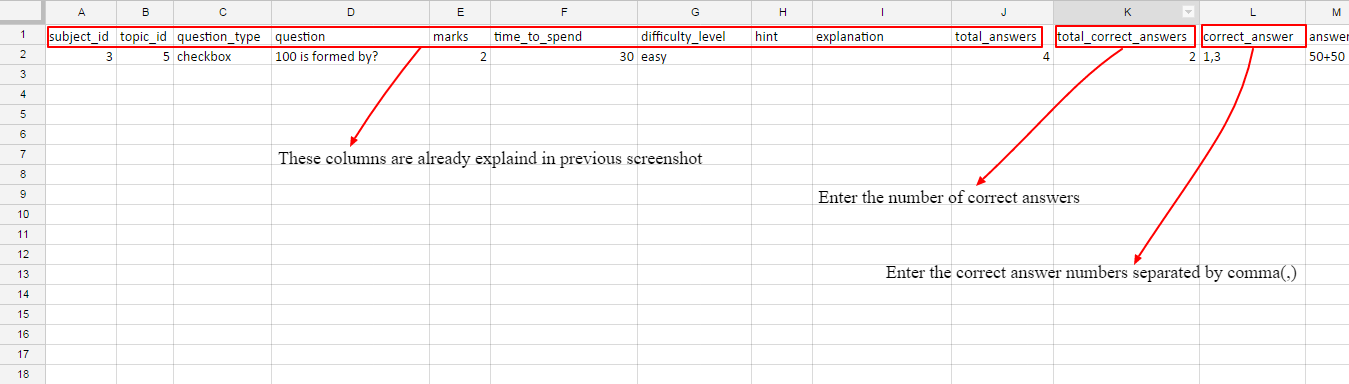 A B C D E F G H I J K L M
1 subject_id topic_id question_type question marks time_to_spend difficulty_level hint explanation total_answers total_correct_answers correct_answer answer
2 3 5 checkbox 100 is formed by? 2 30 easy 4 2 1,3 50+50
3
4
5
6
7 These columns are already explaind in previous screenshot
8
9 Enter the number of correct answers
10
11
12
13 Enter the correct answer numbers separated by comma(,)
14
15
16
17
18